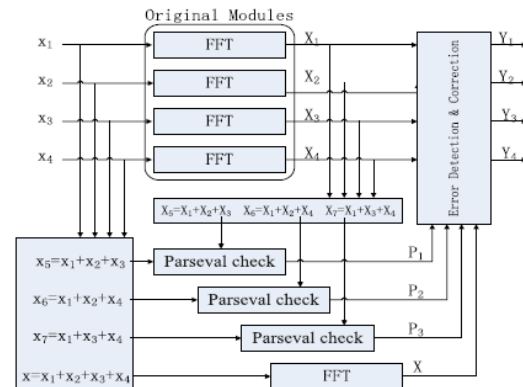 Original Modules
x₁ FFT X₁ Y₁
x₂ FFT X₂ Y₂
x₃ FFT X₃ Y₃
x₄ FFT X₄ Y₄
Error Detection & Correction
X₅=X₁+X₂+X₃ X₆=X₁+X₂+X₄ X₇=X₁+X₃+X₄
x₅=x₁+x₂+x₃ Parseval check P₁
x₆=x₁+x₂+x₄ Parseval check P₂
x₇=x₁+x₃+x₄ Parseval check P₃
x=x₁+x₂+x₃+x₄ FFT X